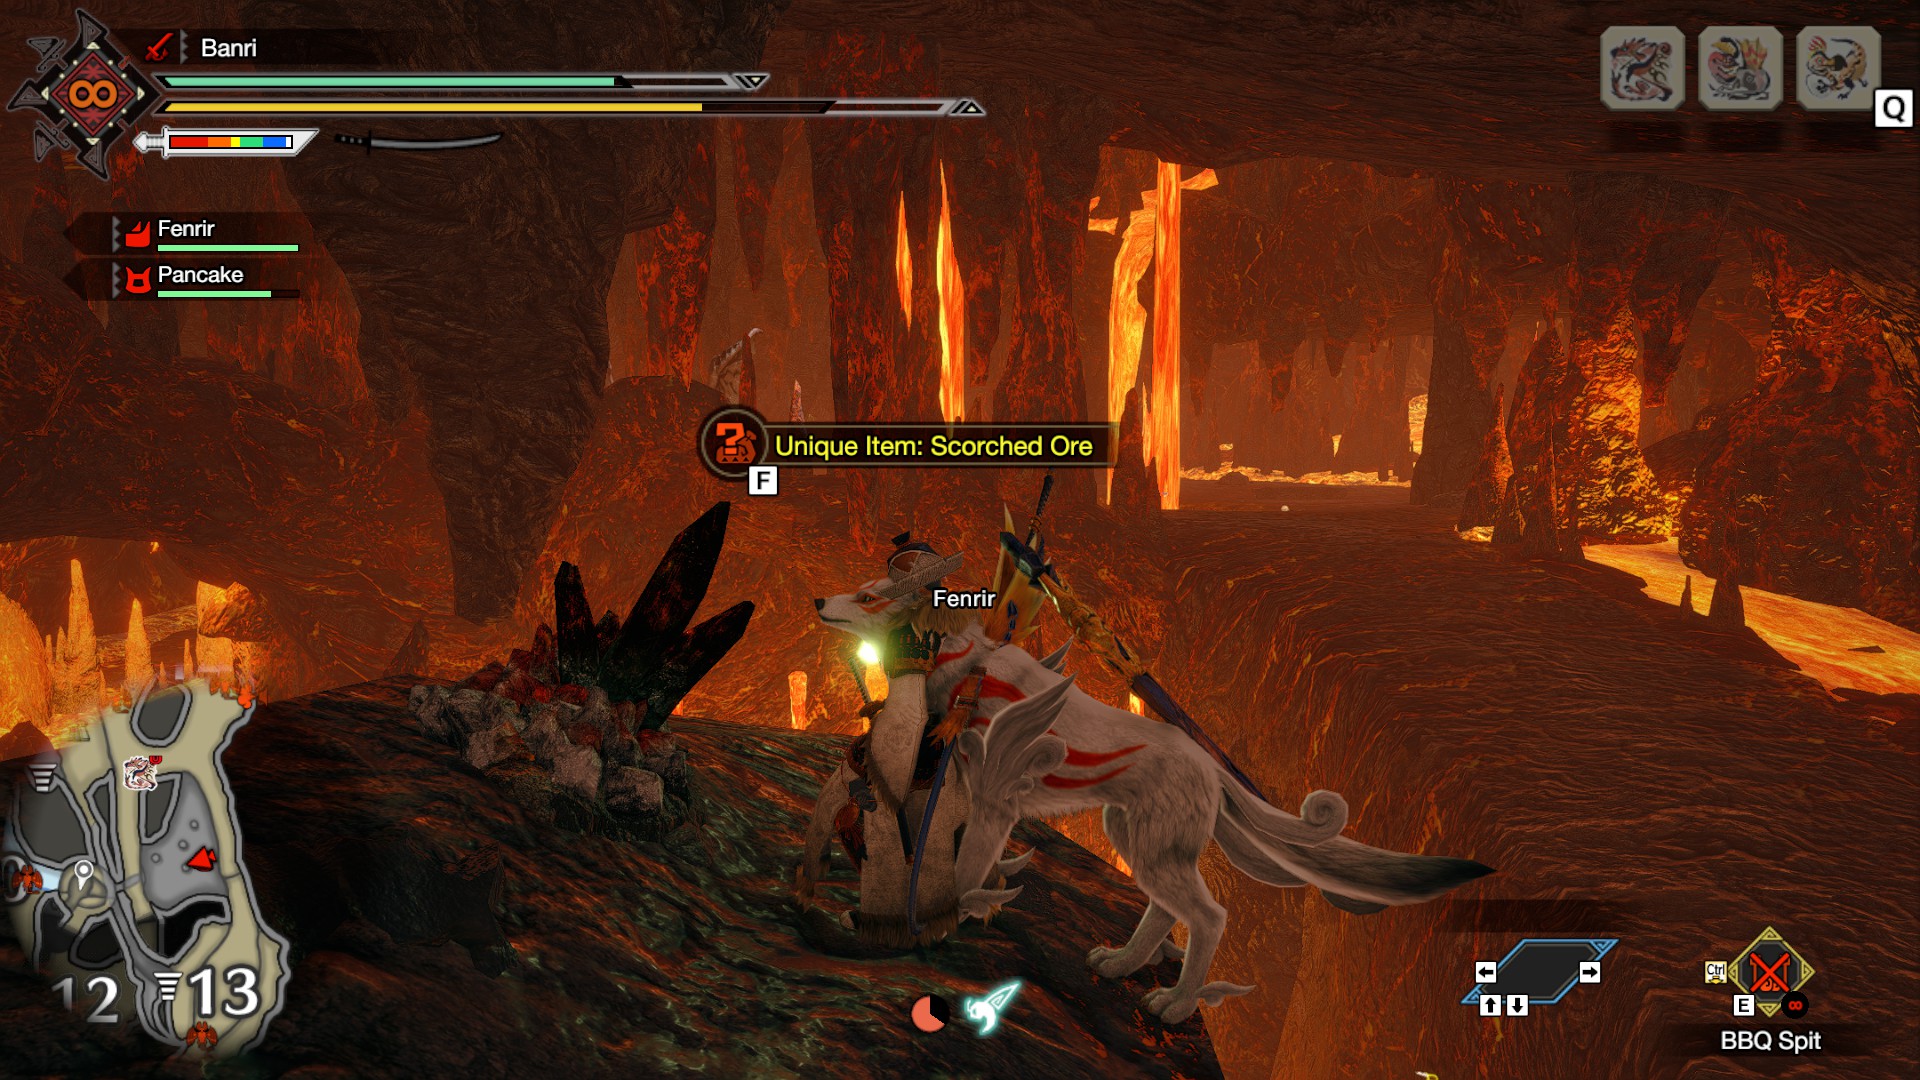 Banri
Q
Fenrir
Pancake
Unique Item: Scorched Ore
F
Fenrir
12
13
Ctrl
E
BBQ Spit